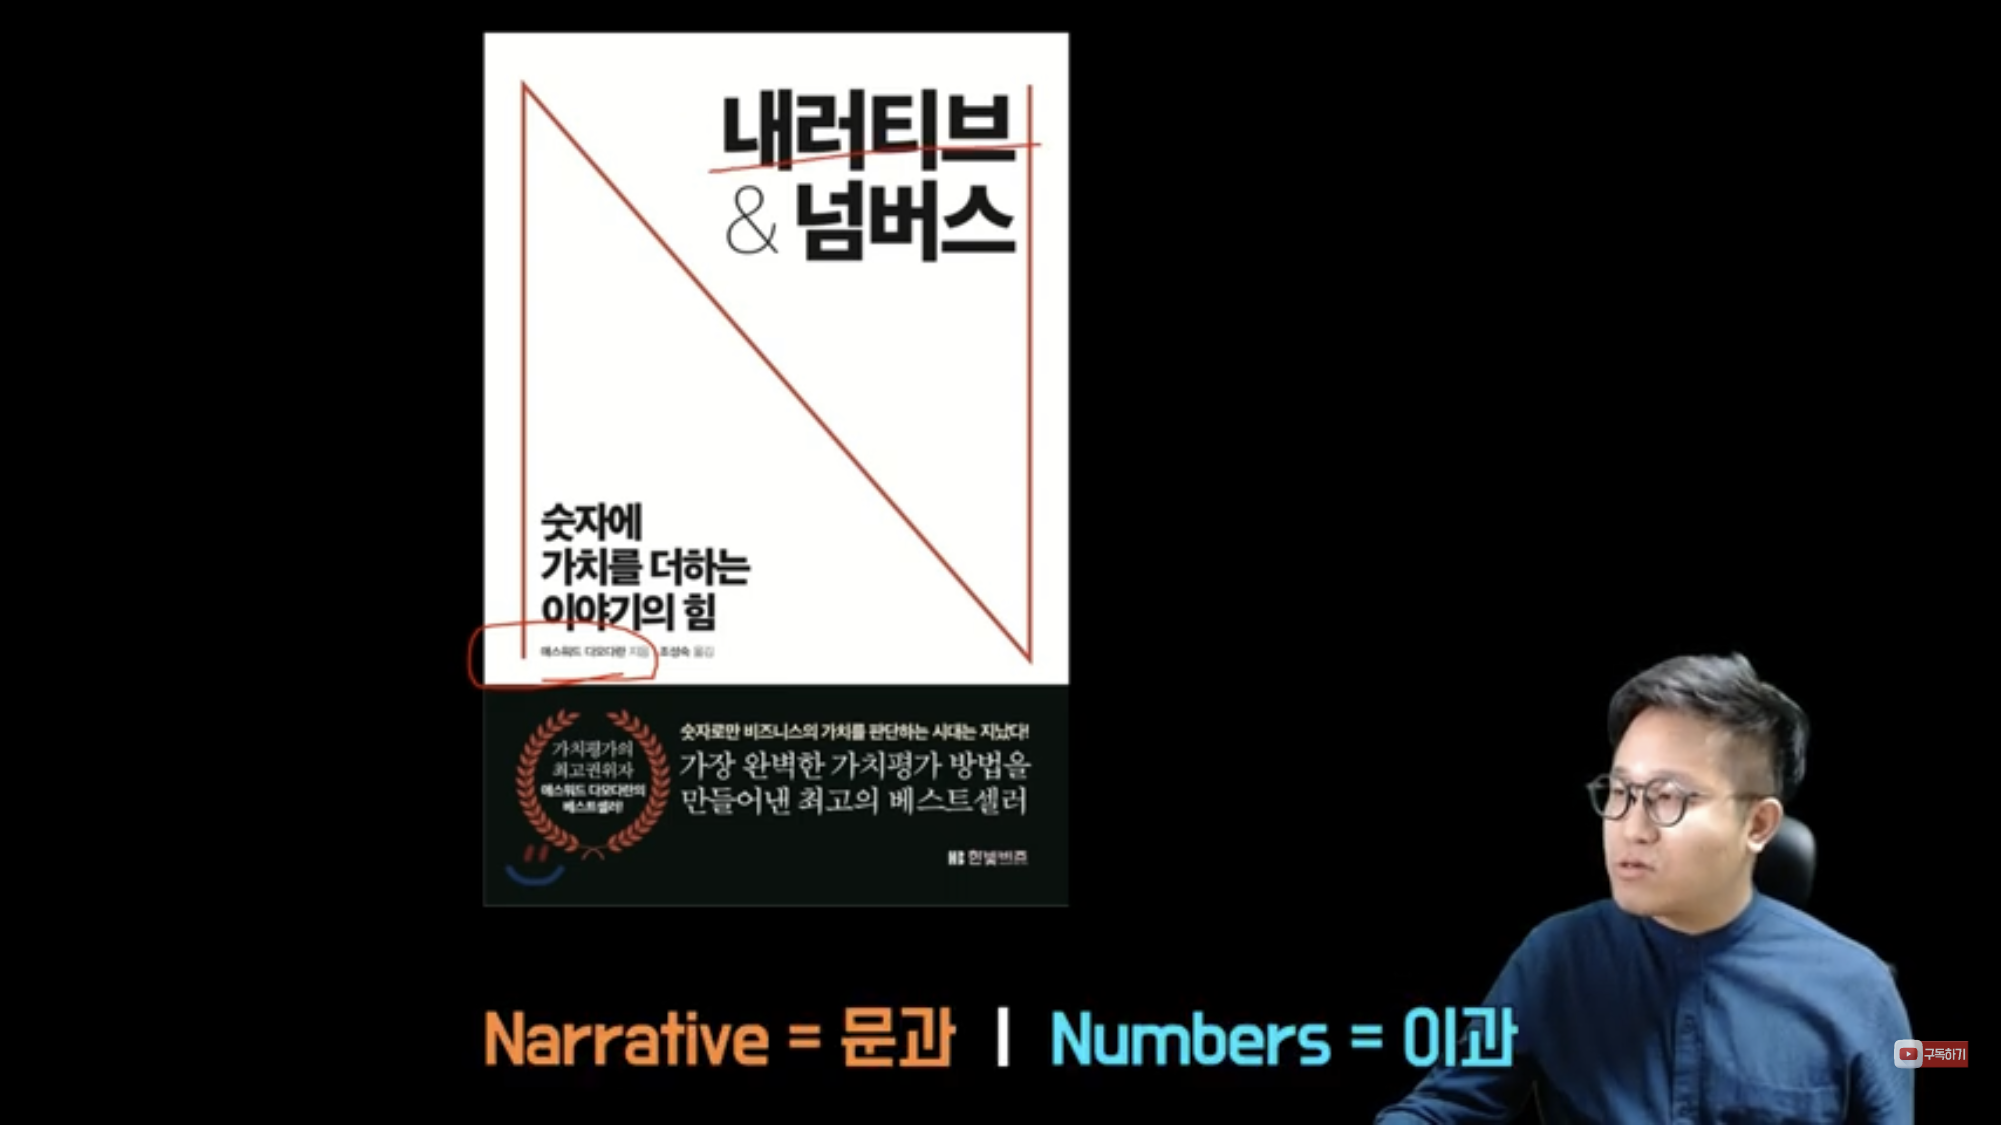 내러티브
& 넘버스
숫자에
가치를 더하는
이야기의 힘
애스워드 다모다란 지음 조성숙 옮김
가치평가의
최고권위자
애스워드 다모다란의
베스트셀러!
숫자로만 비즈니스의 가치를 판단하는 시대는 지났다!
가장 완벽한 가치평가 방법을
만들어낸 최고의 베스트셀러
HB 한빛비즈
Narrative = 문과 | Numbers = 이과
구독하기